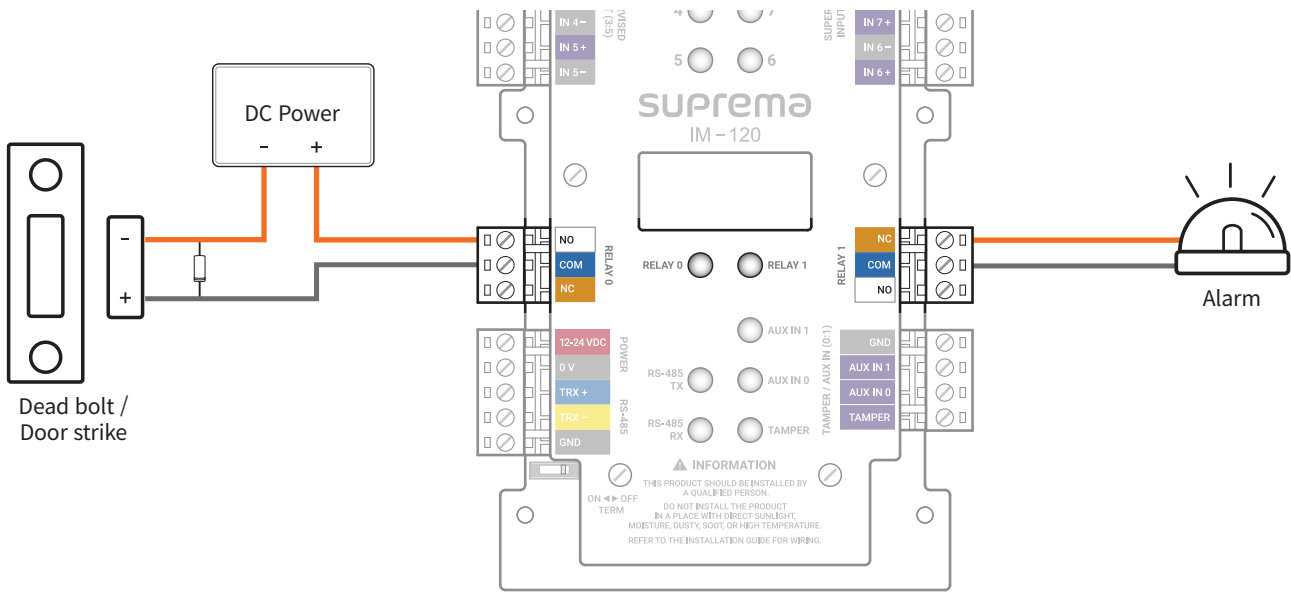 IN 4 –
IN 5 +
IN 5 –
VISED
(3:5)
4
7
5
6
SUPER
INPU
IN 7 +
IN 6 –
IN 6 +
suprema
IM – 120
DC Power
– +
–
+
Dead bolt /
Door strike
NO
COM
NC
RELAY 0
RELAY 0
RELAY 1
RELAY 1
NC
COM
NO
Alarm
12-24 VDC
0 V
TRX +
TRX –
GND
POWER
RS-485
AUX IN 1
RS-485
TX
AUX IN 0
RS-485
RX
TAMPER
TAMPER / AUX IN (0:1)
GND
AUX IN 1
AUX IN 0
TAMPER
ON ◄► OFF
TERM
INFORMATION
THIS PRODUCT SHOULD BE INSTALLED BY
A QUALIFIED PERSON.
DO NOT INSTALL THE PRODUCT
IN A PLACE WITH DIRECT SUNLIGHT,
MOISTURE, DUSTY, SOOT, OR HIGH TEMPERATURE.
REFER TO THE INSTALLATION GUIDE FOR WIRING.